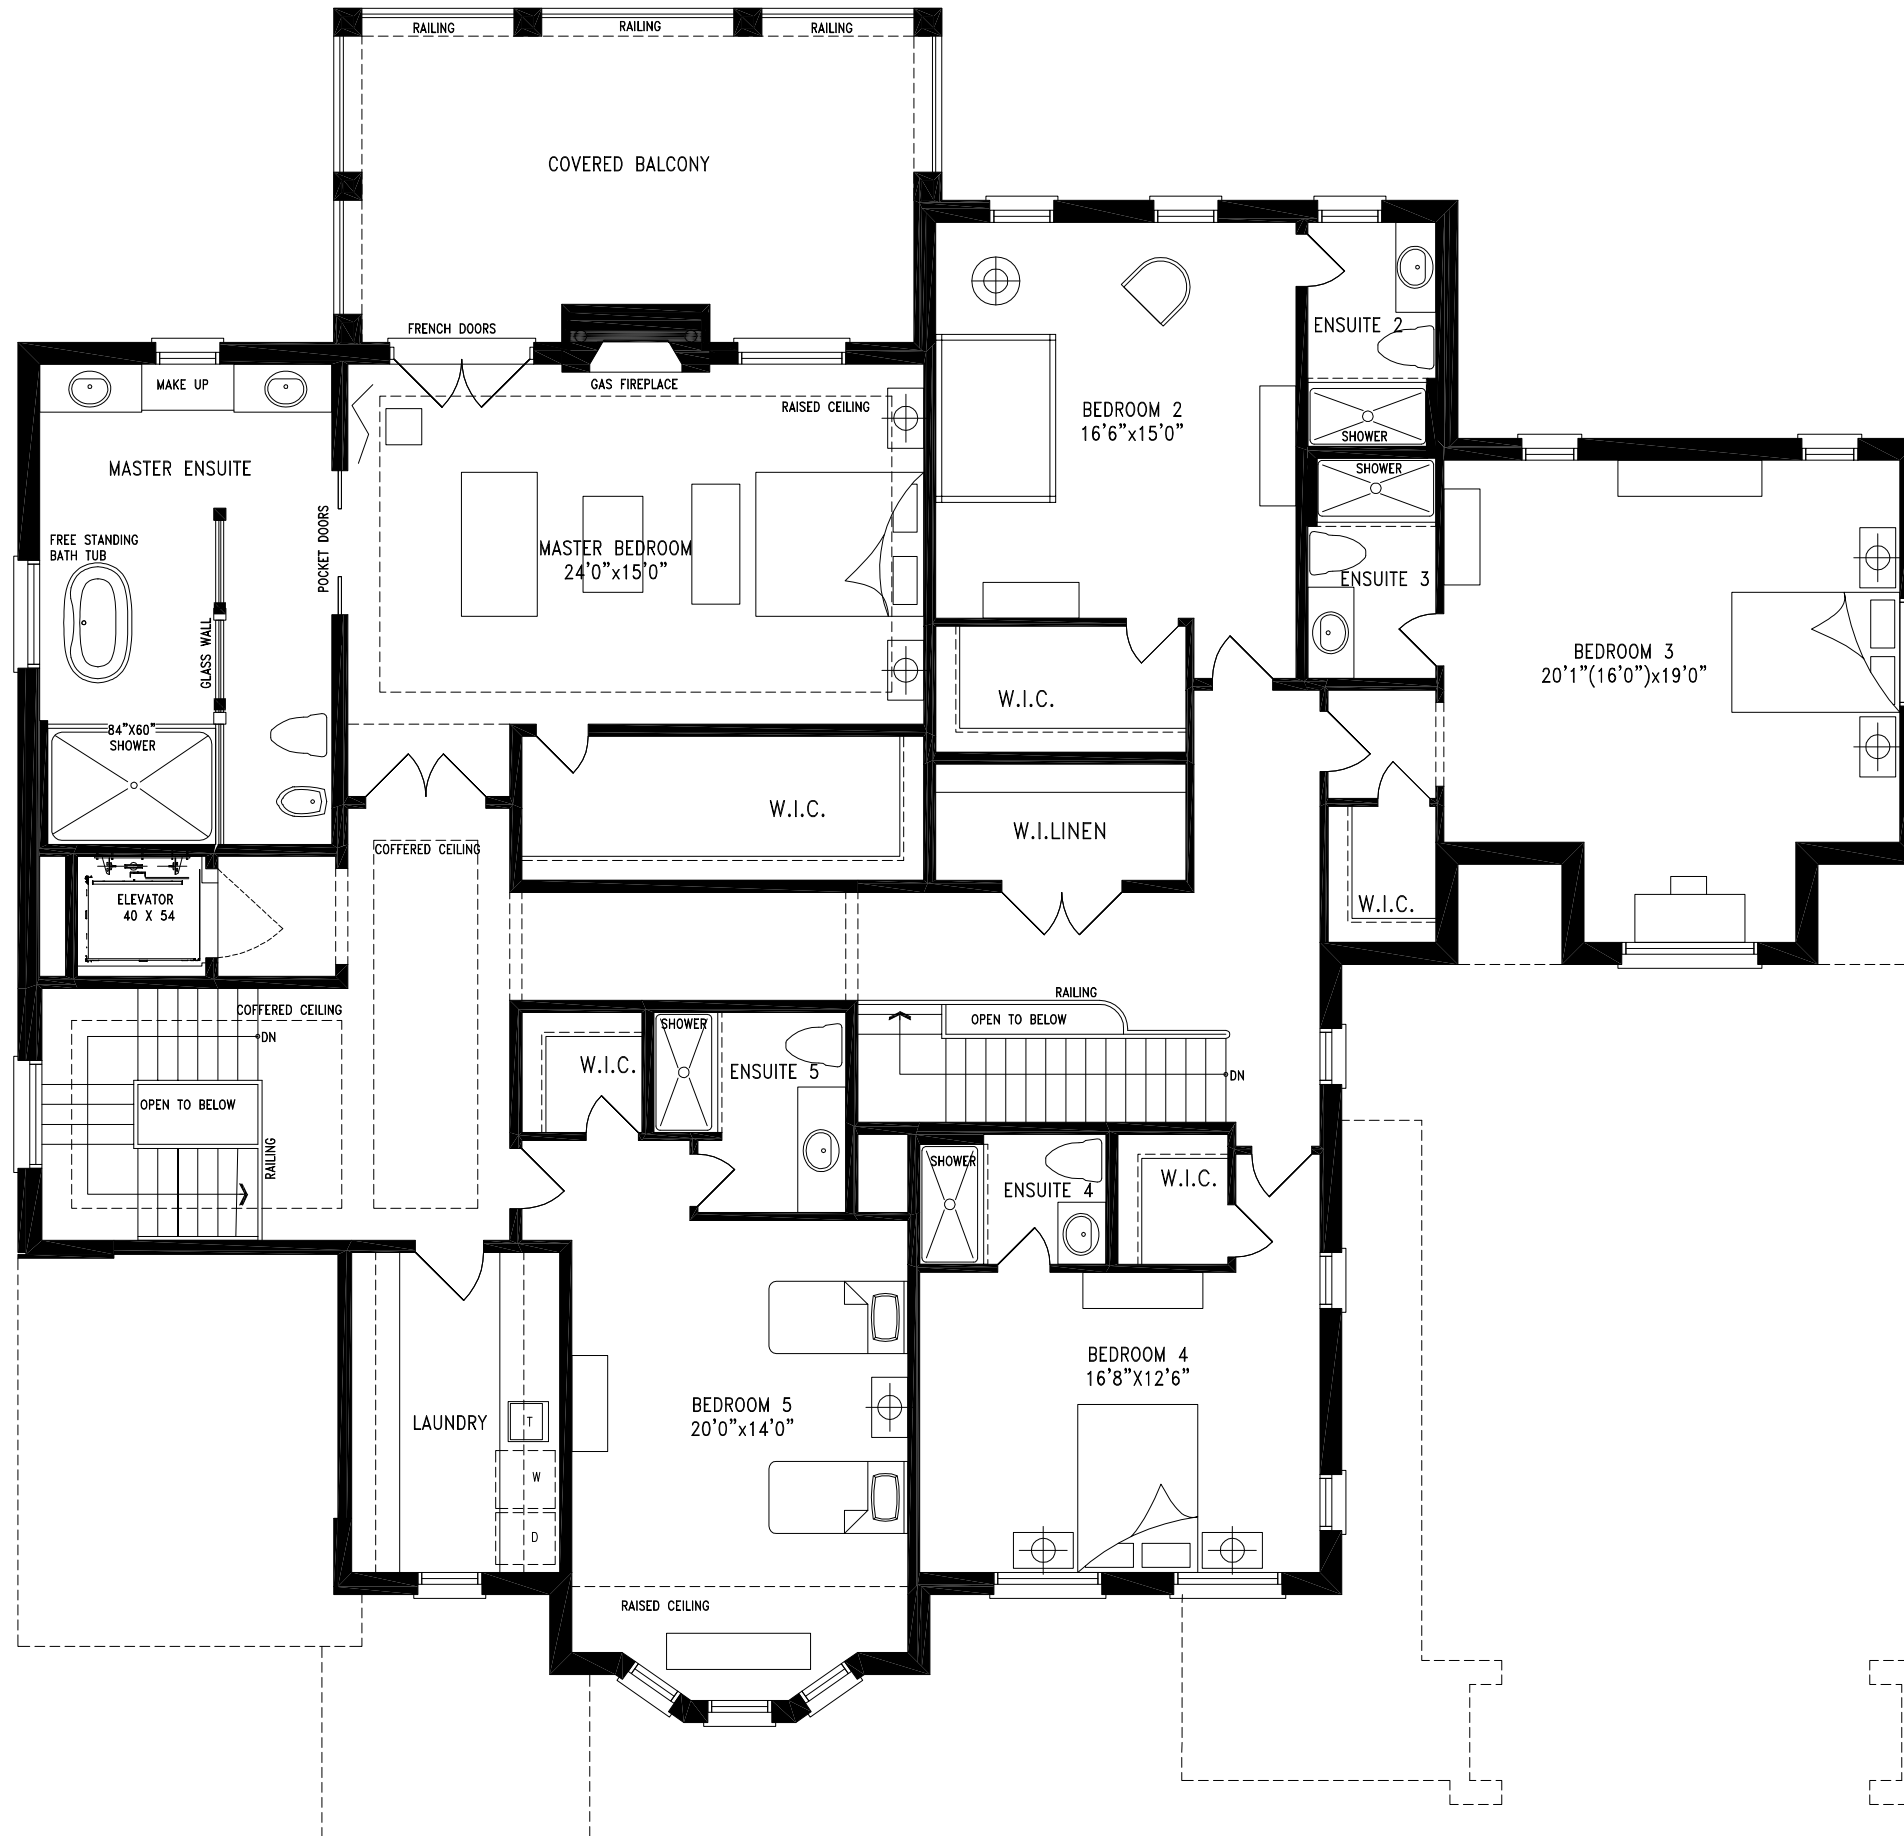 RAILING
RAILING
RAILING
COVERED BALCONY
FRENCH DOORS
GAS FIREPLACE
RAISED CEILING
MAKE UP
MASTER ENSUITE
FREE STANDING
BATH TUB
POCKET DOORS
GLASS WALL
84"X60"
SHOWER
MASTER BEDROOM
24'0"x15'0"
BEDROOM 2
16'6"x15'0"
ENSUITE 2
SHOWER
SHOWER
ENSUITE 3
BEDROOM 3
20'1"(16'0")x19'0"
W.I.C.
W.I.C.
W.I.LINEN
W.I.C.
COFFERED CEILING
ELEVATOR
40 X 54
COFFERED CEILING
DN
OPEN TO BELOW
RAILING
W.I.C.
SHOWER
ENSUITE 5
RAILING
OPEN TO BELOW
DN
SHOWER
ENSUITE 4
W.I.C.
LAUNDRY
T
W
D
BEDROOM 5
20'0"x14'0"
RAISED CEILING
BEDROOM 4
16'8"X12'6"